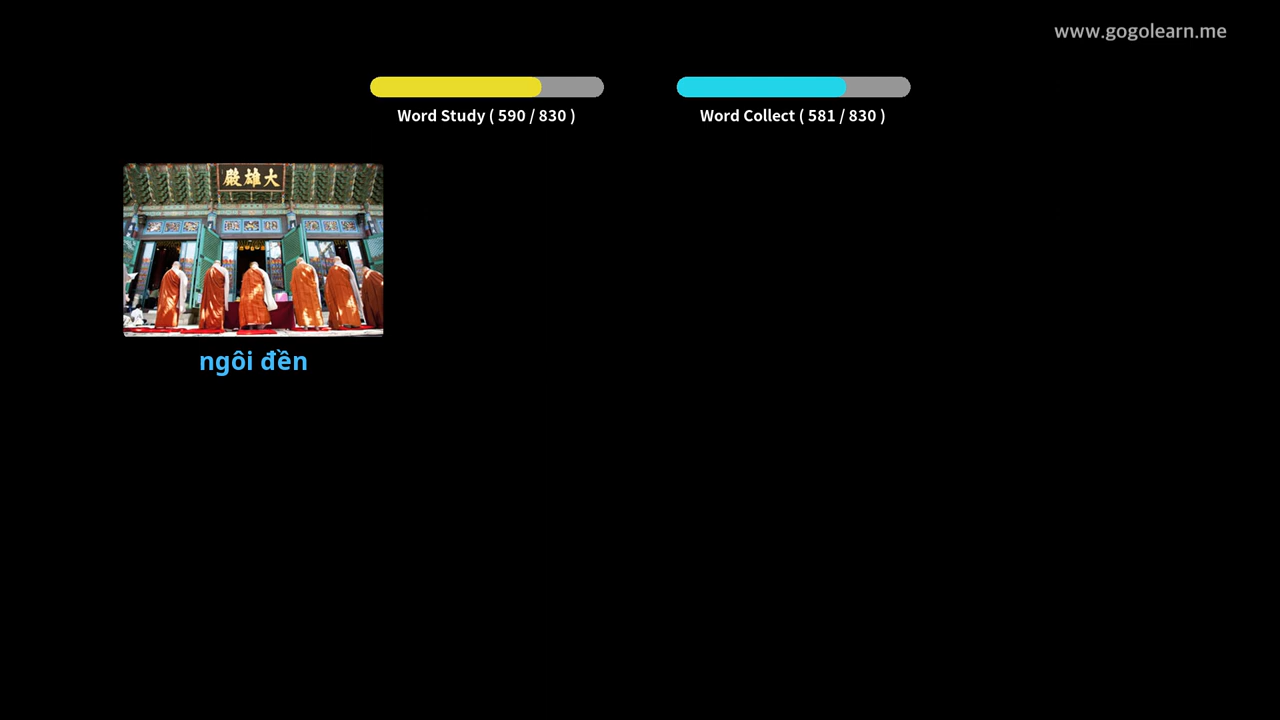 www.gogolearn.me
Word Study ( 590 / 830 )
Word Collect ( 581 / 830 )
殿雄大
ngôi đền